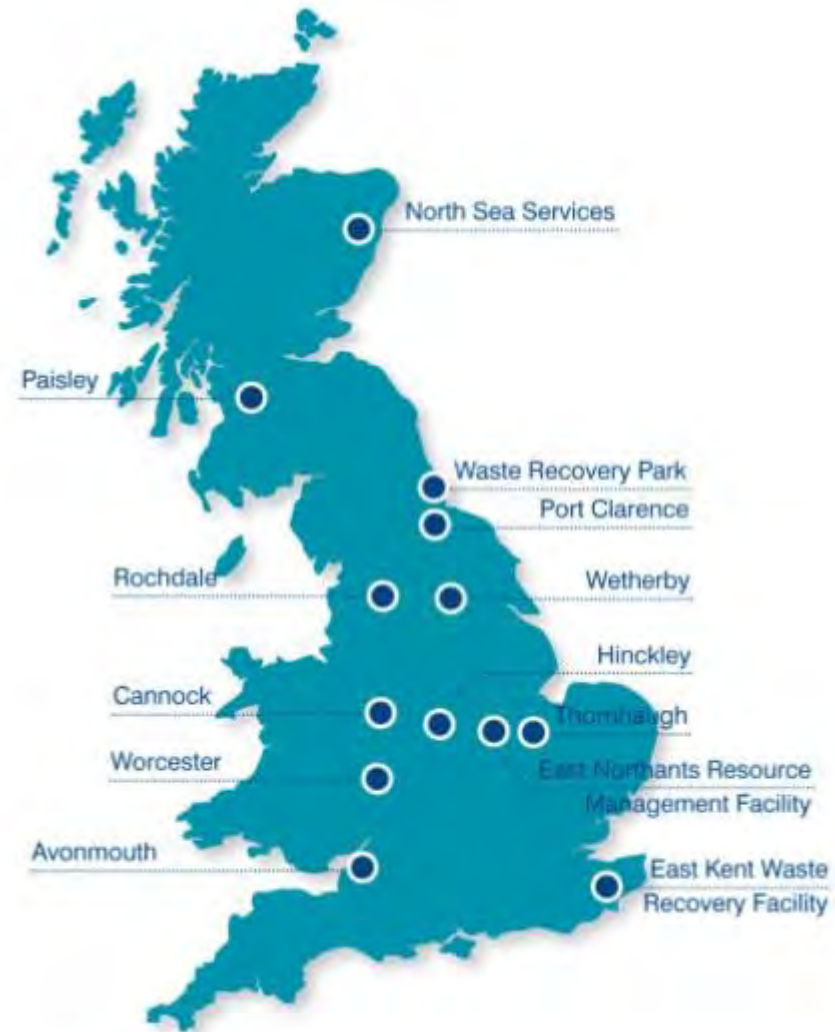 North Sea Services
Paisley
Waste Recovery Park
Port Clarence
Rochdale
Wetherby
Hinckley
Cannock
Thornhaugh
Worcester
East Northants Resource
Management Facility
Avonmouth
East Kent Waste
Recovery Facility